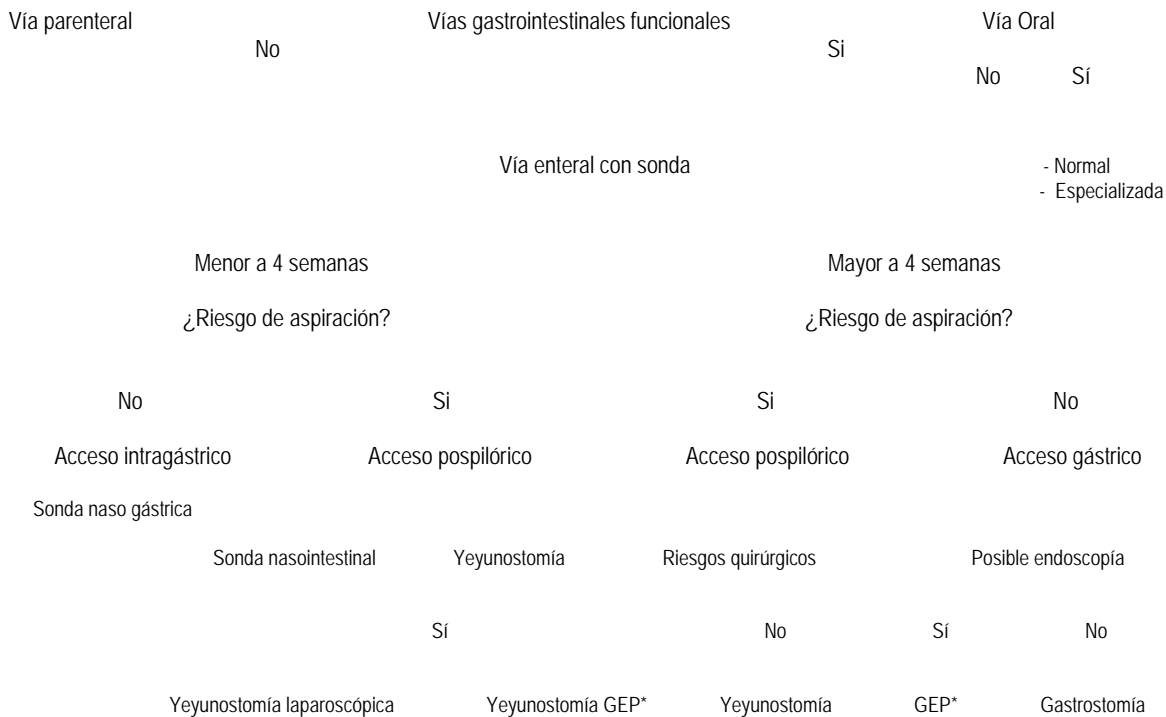 Vía parenteral Vías gastrointestinales funcionales Vía Oral
No Si
No Sí
Vía enteral con sonda - Normal
- Especializada
Menor a 4 semanas Mayor a 4 semanas
¿Riesgo de aspiración? ¿Riesgo de aspiración?
No Si Si No
Acceso intragástrico Acceso pospilórico Acceso pospilórico Acceso gástrico
Sonda naso gástrica
Sonda nasointestinal Yeyunostomía Riesgos quirúrgicos Posible endoscopía
Sí No Sí No
Yeyunostomía laparoscópica Yeyunostomía GEP* Yeyunostomía GEP* Gastrostomía